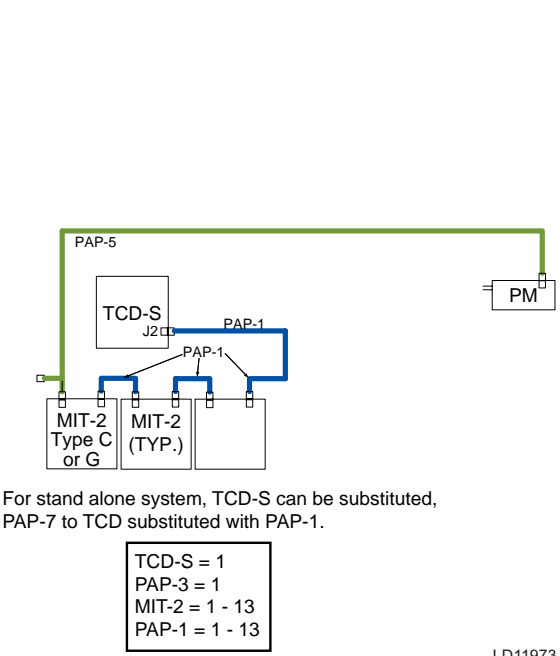 PAP-5
TCD-S
J2
PAP-1
PM
PAP-1
MIT-2
Type C
or G
MIT-2
(TYP.)
For stand alone system, TCD-S can be substituted,
PAP-7 to TCD substituted with PAP-1.
TCD-S = 1
PAP-3 = 1
MIT-2 = 1 - 13
PAP-1 = 1 - 13
LD11973